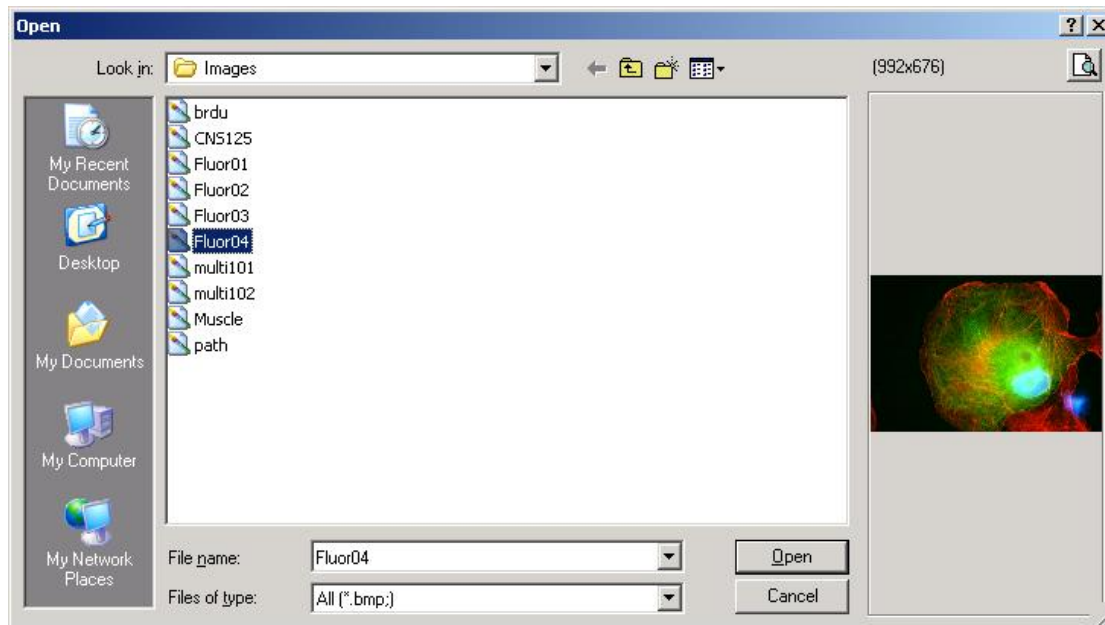 Open
Look in: Images (992x676)
My Recent
Documents
Desktop
My Documents
My Computer
My Network
Places
brdu
CNS125
Fluor01
Fluor02
Fluor03
Fluor04
multi101
multi102
Muscle
path
File name: Fluor04 Open
Files of type: All (*.bmp;) Cancel